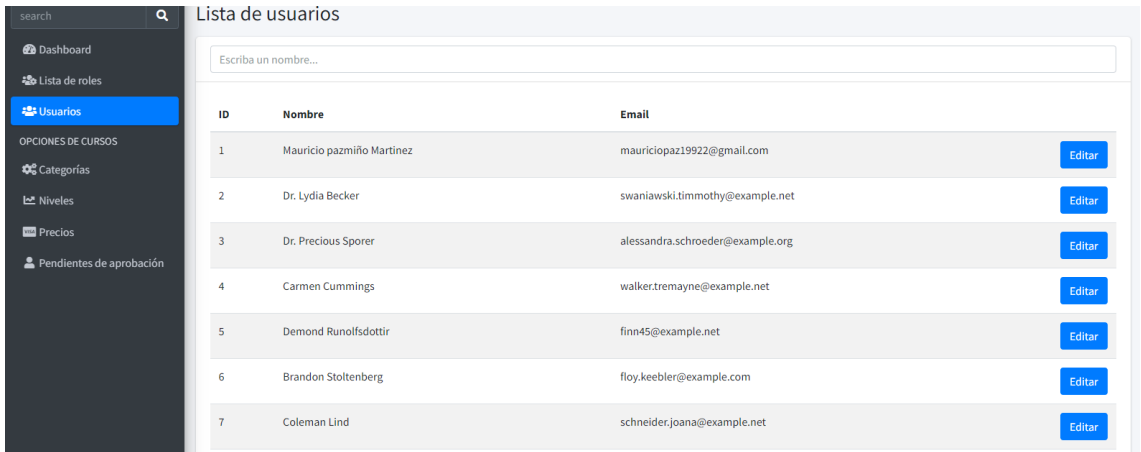 search
Dashboard
Lista de roles
Usuarios
OPCIONES DE CURSOS
Categorías
Niveles
Precios
Pendientes de aprobación
Lista de usuarios
Escriba un nombre...
ID Nombre Email
1 Mauricio pazmiño Martinez mauriciopaz19922@gmail.com Editar
2 Dr. Lydia Becker swaniawski.timmothy@example.net Editar
3 Dr. Precious Sporer alessandra.schroeder@example.org Editar
4 Carmen Cummings walker.tremayne@example.net Editar
5 Demond Runolfsdottir finn45@example.net Editar
6 Brandon Stoltenberg floy.keebler@example.com Editar
7 Coleman Lind schneider.joana@example.net Editar